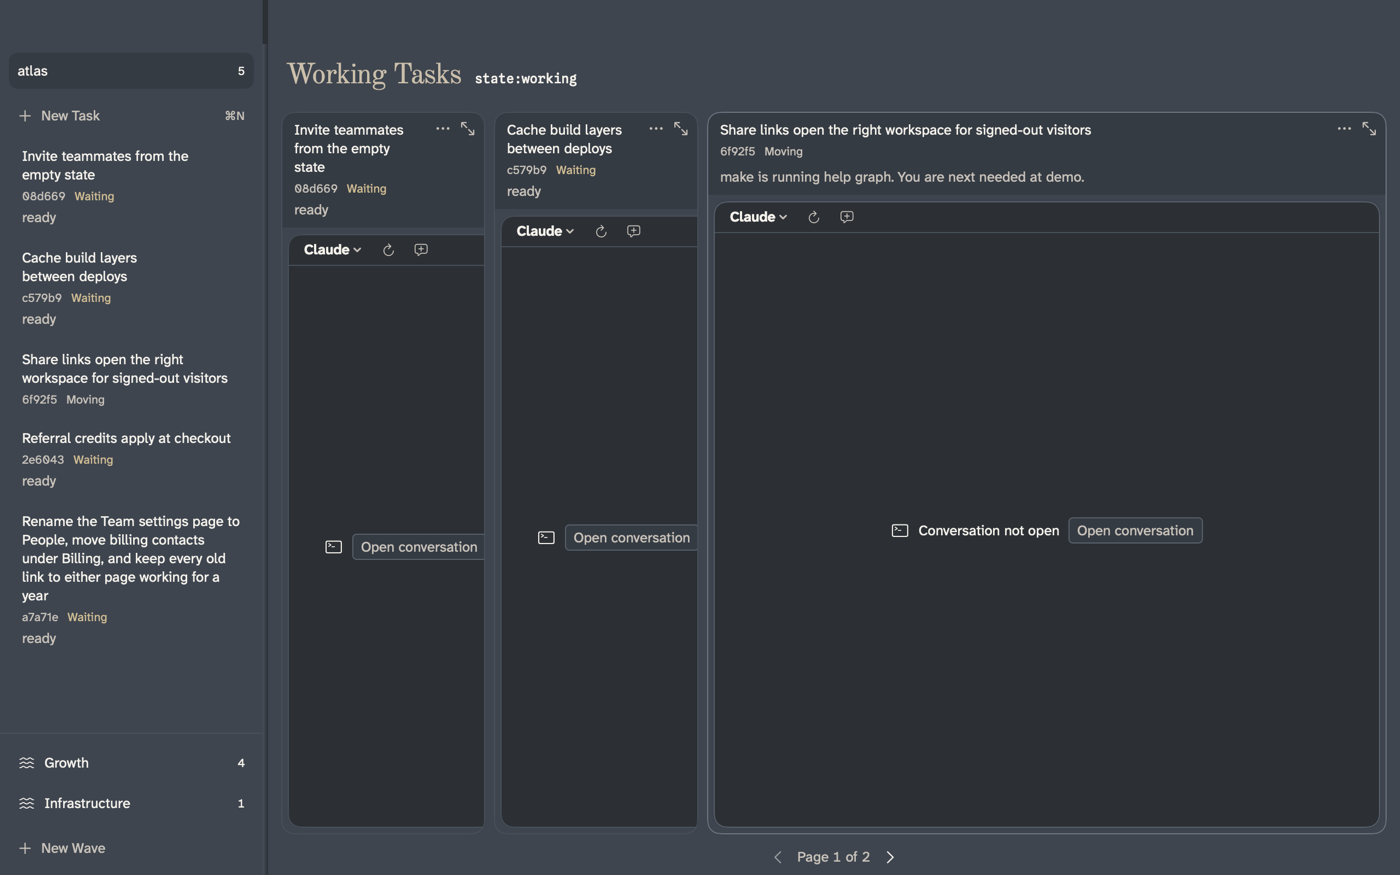 atlas 5
New Task ⌘N
Invite teammates from the
empty state
08d669 Waiting
ready
Cache build layers
between deploys
c579b9 Waiting
ready
Share links open the right
workspace for signed-out visitors
6f92f5 Moving
Referral credits apply at checkout
2e6043 Waiting
ready
Rename the Team settings page to
People, move billing contacts
under Billing, and keep every old
link to either page working for a
year
a7a71e Waiting
ready
Growth 4
Infrastructure 1
New Wave
Working Tasks state:working
Invite teammates
from the empty
state
08d669 Waiting
ready
Claude
Open conversation
Cache build layers
between deploys
c579b9 Waiting
ready
Claude
Open conversation
Share links open the right workspace for signed-out visitors
6f92f5 Moving
make is running help graph. You are next needed at demo.
Claude
Conversation not open Open conversation
Page 1 of 2